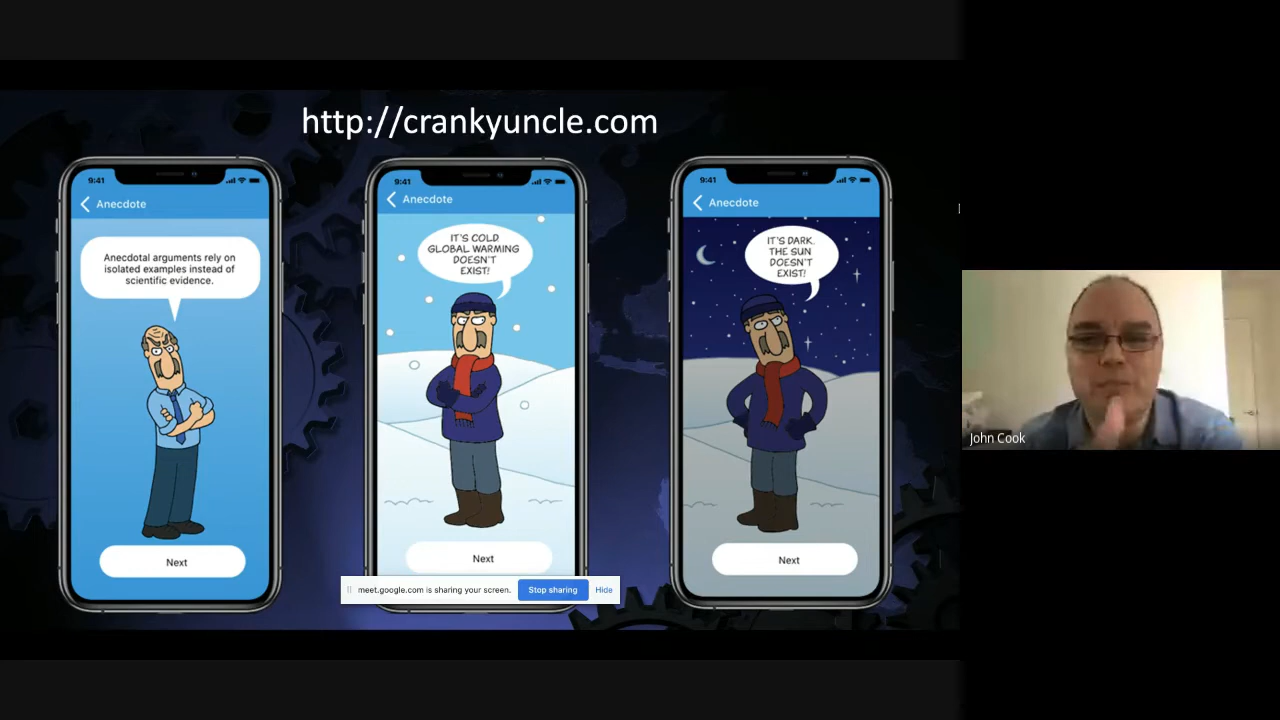 http://crankyuncle.com
9:41
Anecdote
Anecdotal arguments rely on
isolated examples instead of
scientific evidence.
Next
9:41
Anecdote
IT'S COLD.
GLOBAL WARMING
DOESN'T
EXIST!
Next
9:41
Anecdote
IT'S DARK.
THE SUN
DOESN'T
EXIST!
Next
meet.google.com is sharing your screen. Stop sharing Hide
John Cook